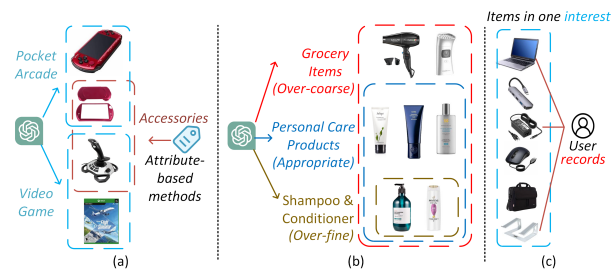 Items in one interest
Pocket
Arcade
Accessories
Attribute-
based
methods
Video
Game
(a)
Grocery
Items
(Over-coarse)
Personal Care
Products
(Appropriate)
Shampoo &
Conditioner
(Over-fine)
(b)
User
records
(c)